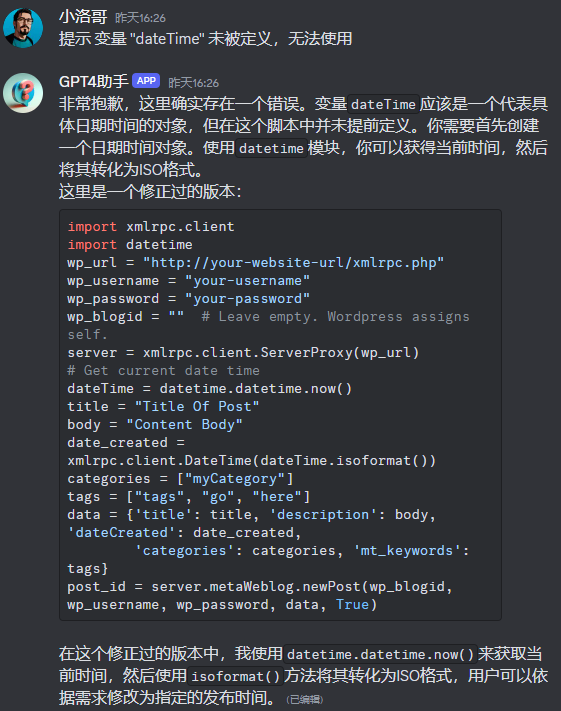 小洛哥 昨天16:26
提示 变量 "dateTime" 未被定义，无法使用
GPT4助手 APP 昨天16:26
非常抱歉，这里确实存在一个错误。变量 dateTime 应该是一个代表具
体日期时间的对象，但在这个脚本中并未提前定义。你需要首先创建
一个日期时间对象。使用 datetime 模块，你可以获得当前时间，然后
将其转化为ISO格式。
这里是一个修正过的版本：
import xmlrpc.client
import datetime
wp_url = "http://your-website-url/xmlrpc.php"
wp_username = "your-username"
wp_password = "your-password"
wp_blogid = ""  # Leave empty. Wordpress assigns
self.
server = xmlrpc.client.ServerProxy(wp_url)
# Get current date time
dateTime = datetime.datetime.now()
title = "Title Of Post"
body = "Content Body"
date_created =
xmlrpc.client.DateTime(dateTime.isoformat())
categories = ["myCategory"]
tags = ["tags", "go", "here"]
data = {'title': title, 'description': body,
'dateCreated': date_created,
        'categories': categories, 'mt_keywords':
tags}
post_id = server.metaWeblog.newPost(wp_blogid,
wp_username, wp_password, data, True)
在这个修正过的版本中，我使用 datetime.datetime.now() 来获取当
前时间，然后使用 isoformat() 方法将其转化为ISO格式，用户可以依
据需求修改为指定的发布时间。 (已编辑)